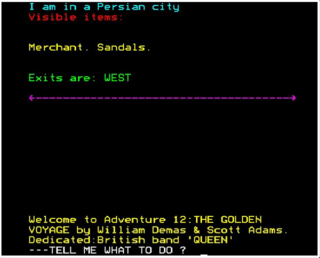 I am in a Persian city
Visible items:
Merchant. Sandals.
Exits are: WEST
Welcome to Adventure 12:THE GOLDEN
VOYAGE by William Demas & Scott Adams.
Dedicated:British band 'QUEEN'
---TELL ME WHAT TO DO ? _